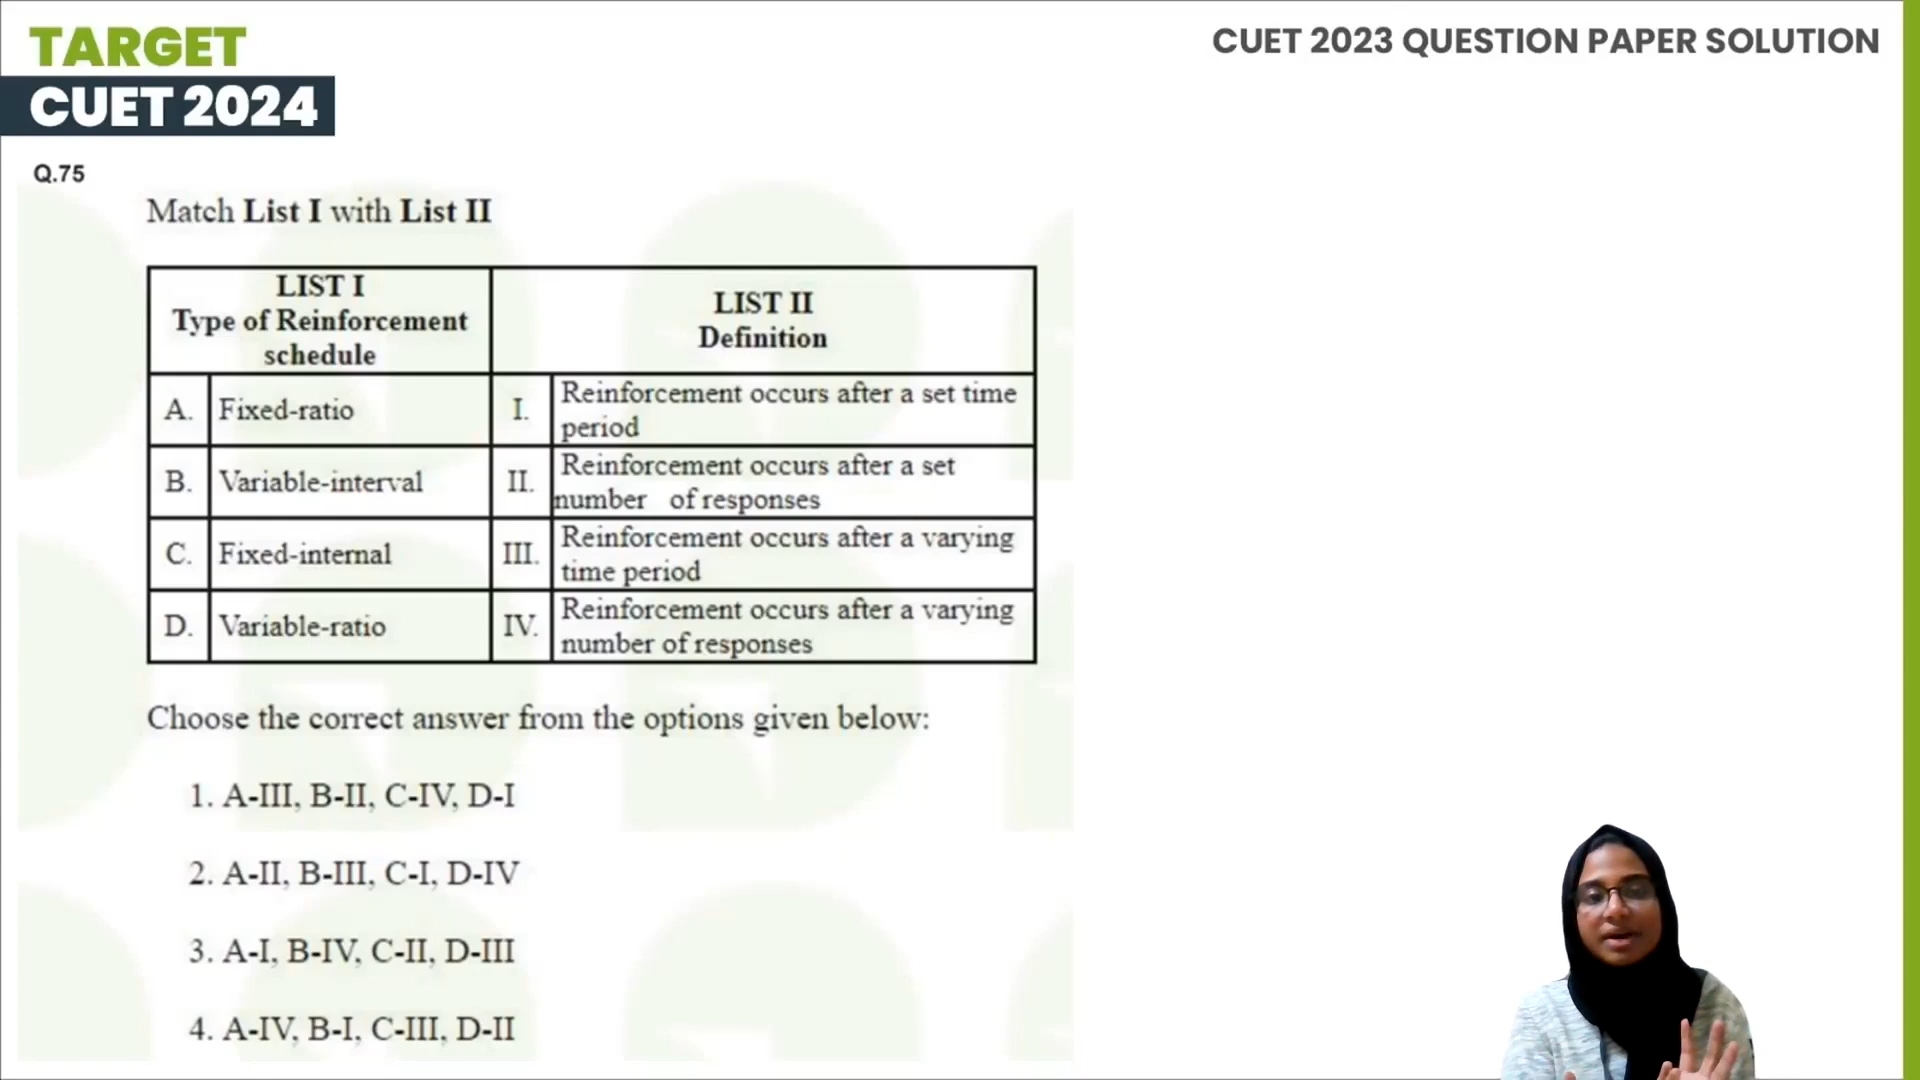 TARGET
CUET 2024
CUET 2023 QUESTION PAPER SOLUTION
Q.75
Match List I with List II
LIST I
Type of Reinforcement
schedule
LIST II
Definition
A. Fixed-ratio
I. Reinforcement occurs after a set time
period
B. Variable-interval
II. Reinforcement occurs after a set
number of responses
C. Fixed-internal
III. Reinforcement occurs after a varying
time period
D. Variable-ratio
IV. Reinforcement occurs after a varying
number of responses
Choose the correct answer from the options given below:
1. A-III, B-II, C-IV, D-I
2. A-II, B-III, C-I, D-IV
3. A-I, B-IV, C-II, D-III
4. A-IV, B-I, C-III, D-II